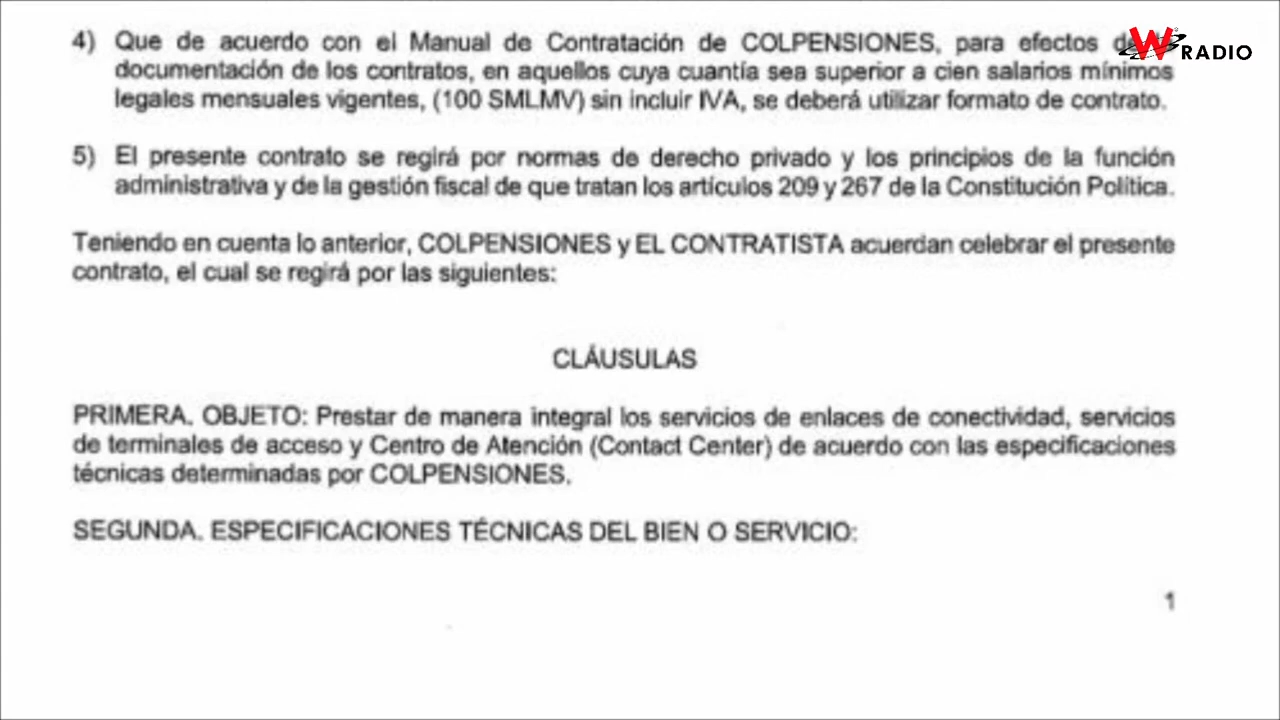 4) Que de acuerdo con el Manual de Contratación de COLPENSIONES, para efectos
documentación de los contratos, en aquellos cuya cuantía sea superior a cien salarios mínimos
legales mensuales vigentes, (100 SMLMV) sin incluir IVA, se deberá utilizar formato de contrato.
5) El presente contrato se regirá por normas de derecho privado y los principios de la función
administrativa y de la gestión fiscal de que tratan los artículos 209 y 267 de la Constitución Política.
Teniendo en cuenta lo anterior, COLPENSIONES y EL CONTRATISTA acuerdan celebrar el presente
contrato, el cual se regirá por las siguientes:
CLÁUSULAS
PRIMERA. OBJETO: Prestar de manera integral los servicios de enlaces de conectividad, servicios
de terminales de acceso y Centro de Atención (Contact Center) de acuerdo con las especificaciones
técnicas determinadas por COLPENSIONES.
SEGUNDA. ESPECIFICACIONES TÉCNICAS DEL BIEN O SERVICIO:
1
W RADIO